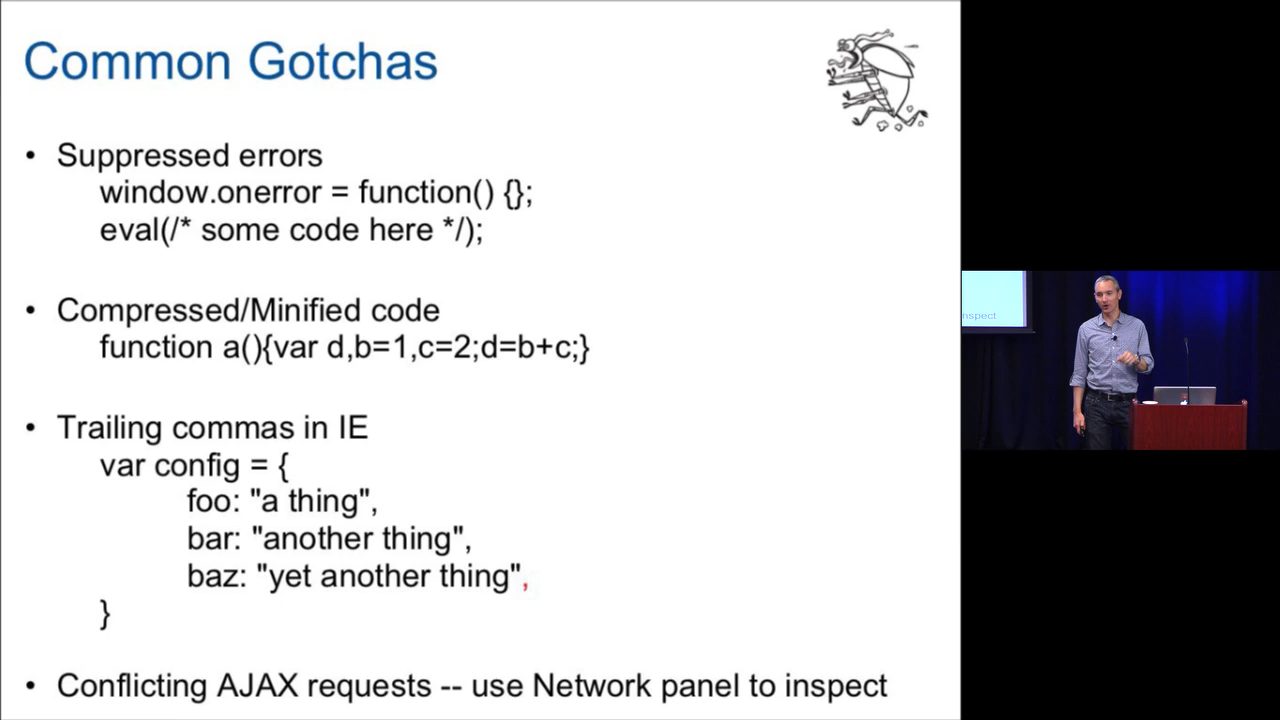 Common Gotchas
• Suppressed errors
window.onerror = function() {};
eval(/* some code here */);
• Compressed/Minified code
function a(){var d,b=1,c=2;d=b+c;}
• Trailing commas in IE
var config = {
foo: "a thing",
bar: "another thing",
baz: "yet another thing",
}
• Conflicting AJAX requests -- use Network panel to inspect
nspect